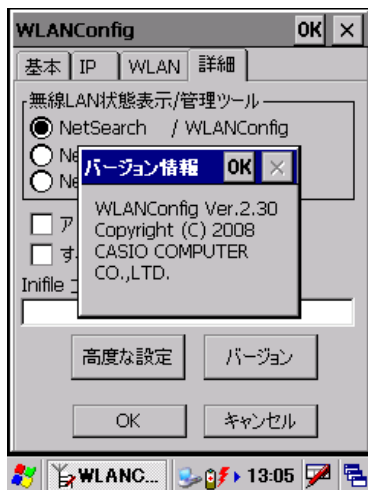 WLANConfig OK
基本 IP WLAN 詳細
無線LAN状態表示/管理ツール
NetSearch / WLANConfig
バージョン情報 OK
WLANConfig Ver.2.30
Copyright (C) 2008
CASIO COMPUTER
CO.,LTD.
Inifile
高度な設定 バージョン
OK キャンセル
WLANC... 13:05